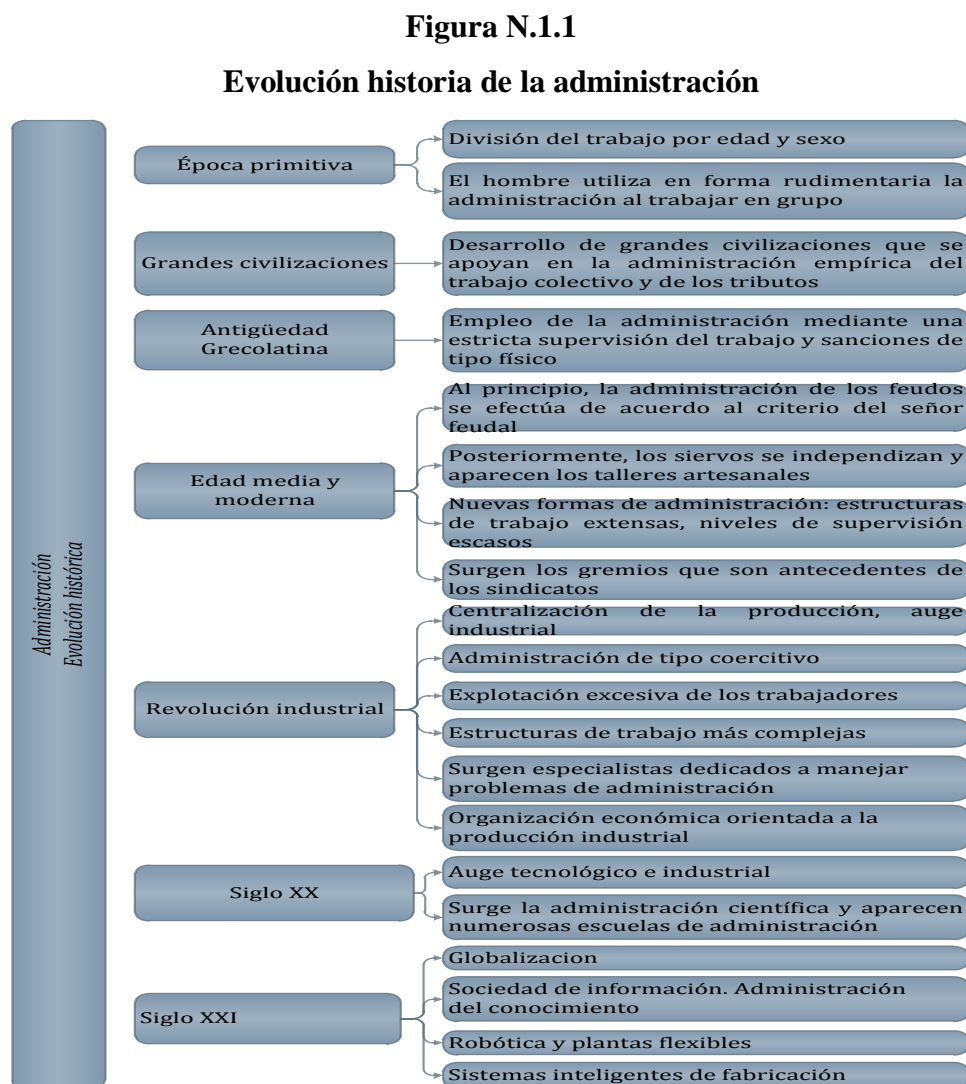 Figura N.1.1
Evolución historia de la administración
Administración
Evolución histórica
Época primitiva
División del trabajo por edad y sexo
El hombre utiliza en forma rudimentaria la
administración al trabajar en grupo
Grandes civilizaciones
Desarrollo de grandes civilizaciones que se
apoyan en la administración empírica del
trabajo colectivo y de los tributos
Antigüedad
Grecolatina
Empleo de la administración mediante una
estricta supervisión del trabajo y sanciones de
tipo físico
Edad media y
moderna
Al principio, la administración de los feudos
se efectúa de acuerdo al criterio del señor
feudal
Posteriormente, los siervos se independizan y
aparecen los talleres artesanales
Nuevas formas de administración: estructuras
de trabajo extensas, niveles de supervisión
escasos
Surgen los gremios que son antecedentes de
los sindicatos
Revolución industrial
Centralización de la producción, auge
industrial
Administración de tipo coercitivo
Explotación excesiva de los trabajadores
Estructuras de trabajo más complejas
Surgen especialistas dedicados a manejar
problemas de administración
Organización económica orientada a la
producción industrial
Siglo XX
Auge tecnológico e industrial
Surge la administración científica y aparecen
numerosas escuelas de administración
Siglo XXI
Globalizacion
Sociedad de información. Administración
del conocimiento
Robótica y plantas flexibles
Sistemas inteligentes de fabricación